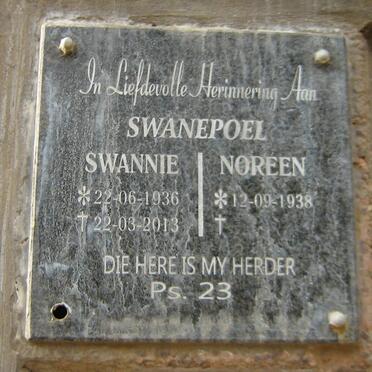 In Liefdevolle Herinnering Aan
SWANEPOEL
SWANNIE NOREEN
*22-06-1936 *12-09-1938
†22-03-2013 †
DIE HERE IS MY HERDER
Ps. 23